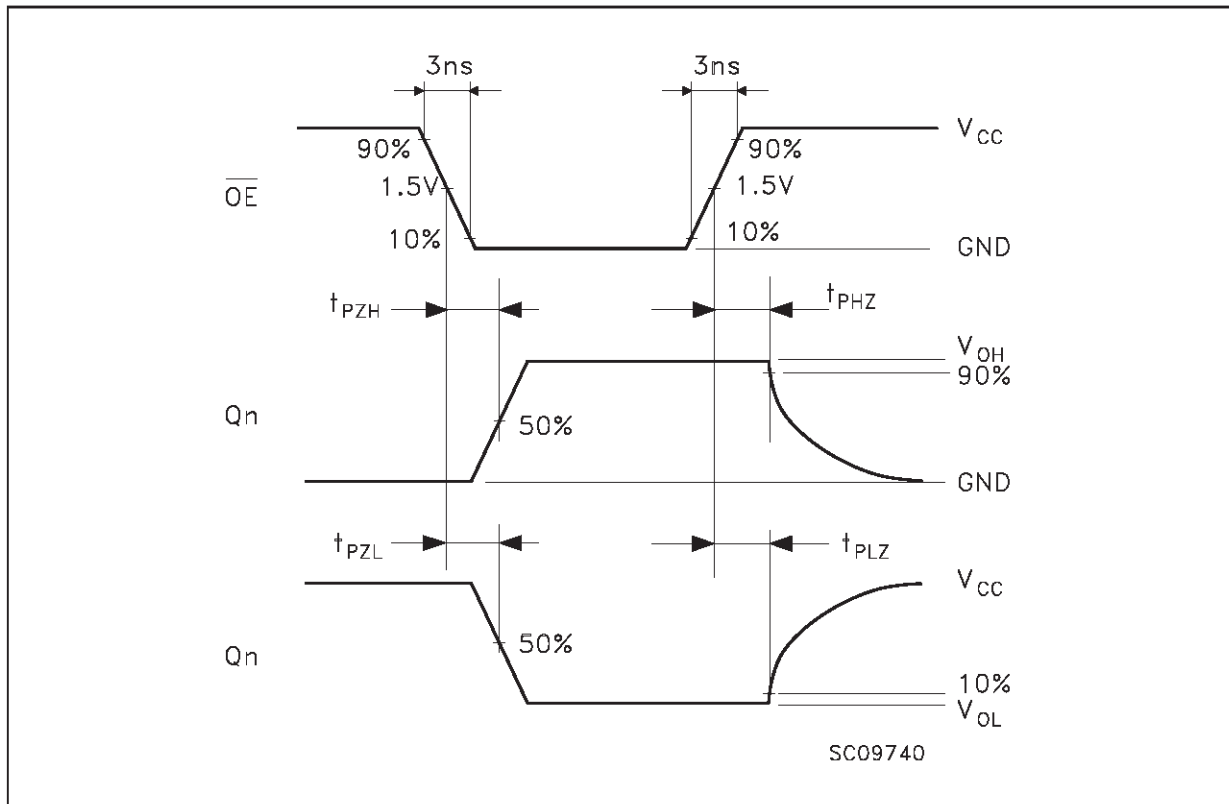 3ns 3ns
V_CC
90% 90%
O̅E̅ 1.5V 1.5V
10% 10%
GND
t_PZH t_PHZ
V_OH
90%
Qn 50%
GND
t_PZL t_PLZ
V_CC
Qn 50%
10%
V_OL
SC09740